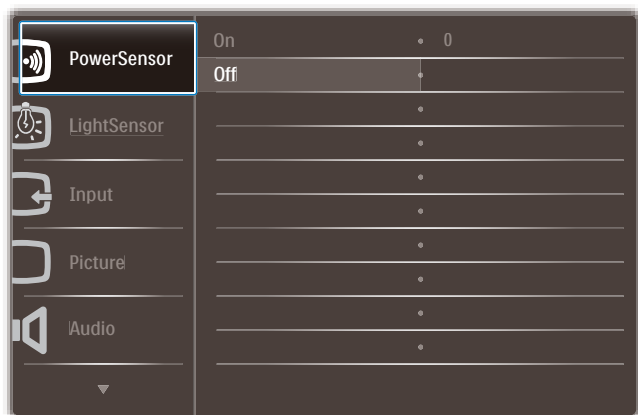 PowerSensor
On 0
Off
LightSensor
Input
Picture
Audio